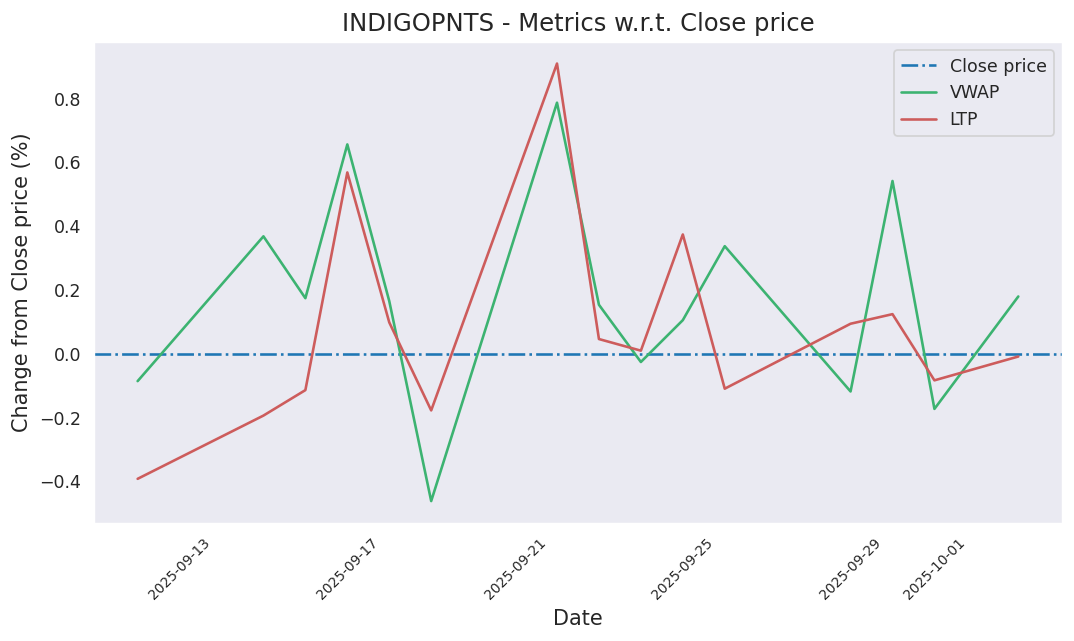 INDIGOPNTS - Metrics w.r.t. Close price
Change from Close price (%)
0.8
0.6
0.4
0.2
0.0
−0.2
−0.4
Close price
VWAP
LTP
2025-09-13
2025-09-17
2025-09-21
2025-09-25
2025-09-29
2025-10-01
Date